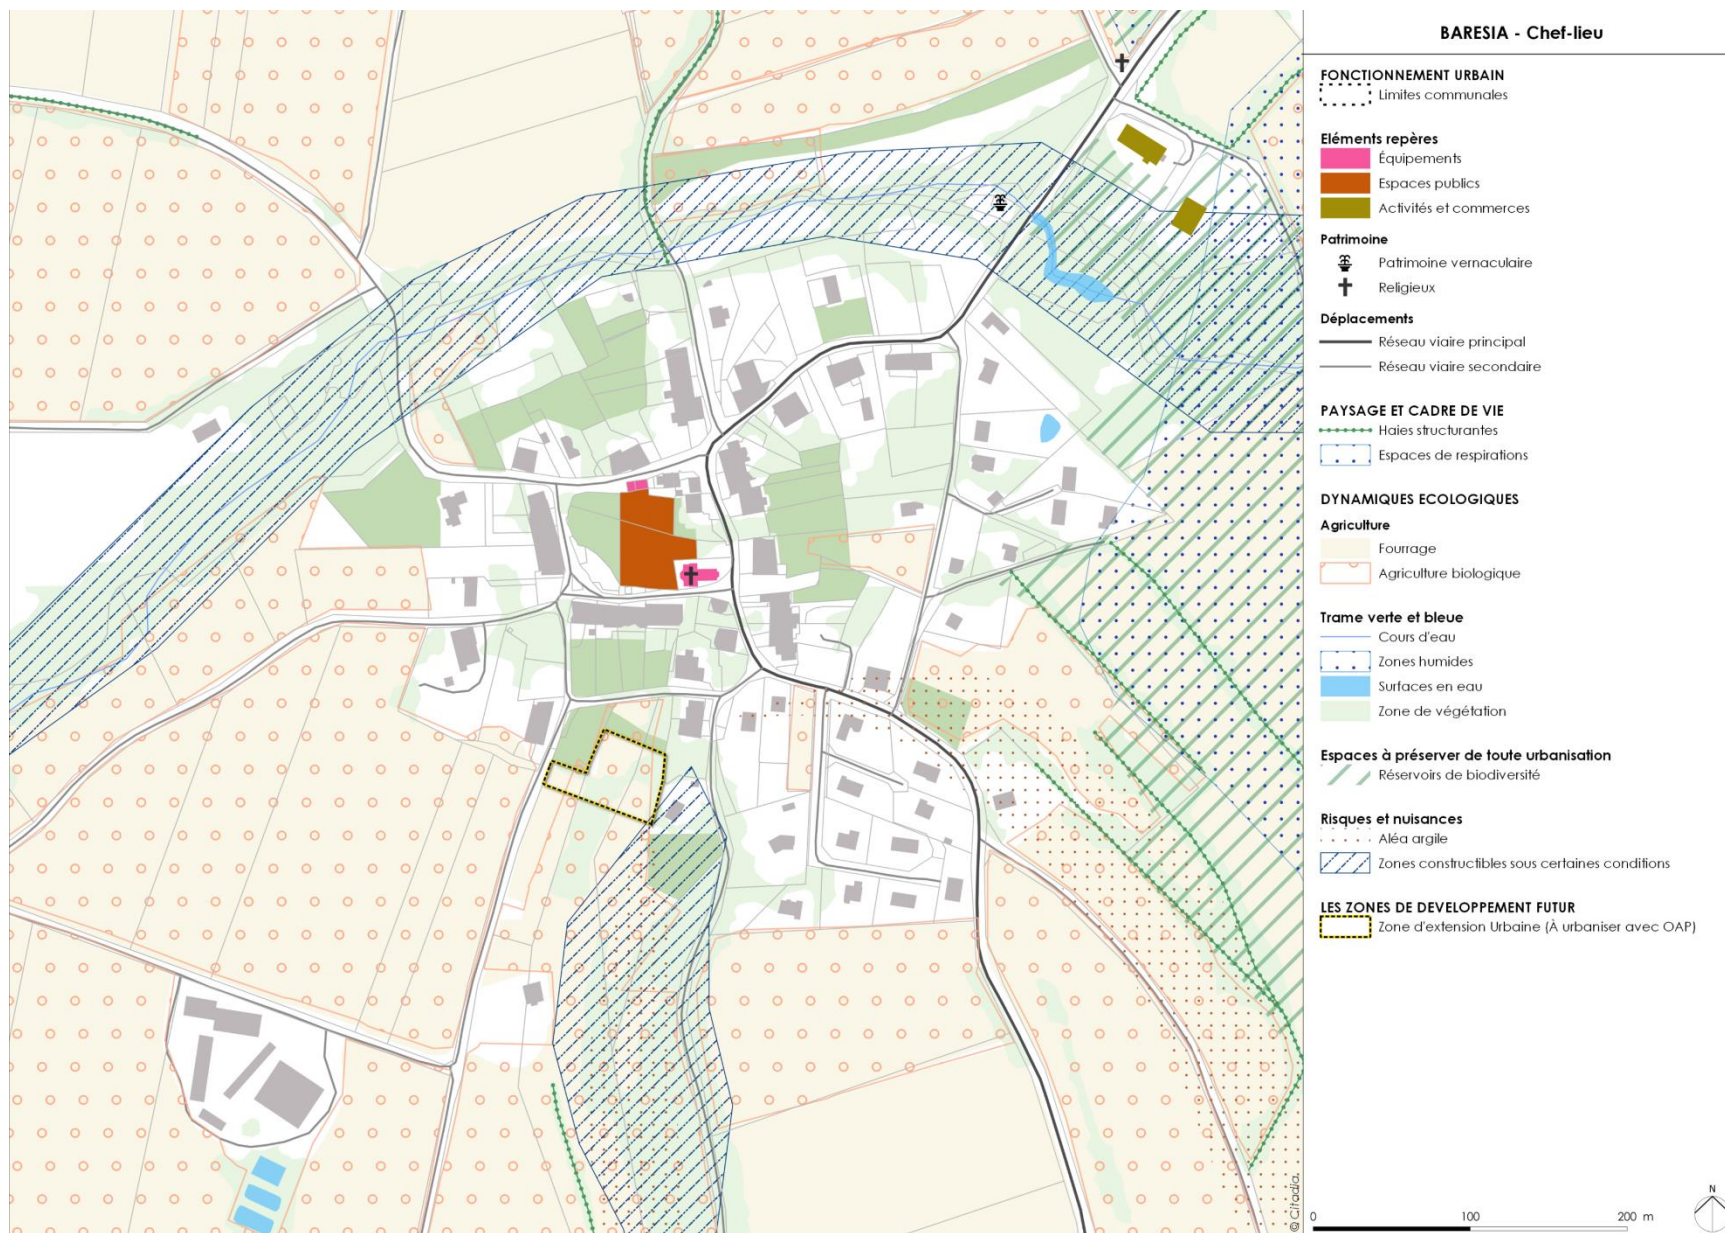 BARESIA - Chef-lieu
FONCTIONNEMENT URBAIN
Limites communales
Eléments repères
Équipements
Espaces publics
Activités et commerces
Patrimoine
Patrimoine vernaculaire
Religieux
Déplacements
Réseau viaire principal
Réseau viaire secondaire
PAYSAGE ET CADRE DE VIE
Haies structurantes
Espaces de respirations
DYNAMIQUES ECOLOGIQUES
Agriculture
Fourrage
Agriculture biologique
Trame verte et bleue
Cours d'eau
Zones humides
Surfaces en eau
Zone de végétation
Espaces à préserver de toute urbanisation
Réservoirs de biodiversité
Risques et nuisances
Aléa argile
Zones constructibles sous certaines conditions
LES ZONES DE DEVELOPPEMENT FUTUR
Zone d'extension Urbaine (À urbaniser avec OAP)
© Citadia
N
0 100 200 m